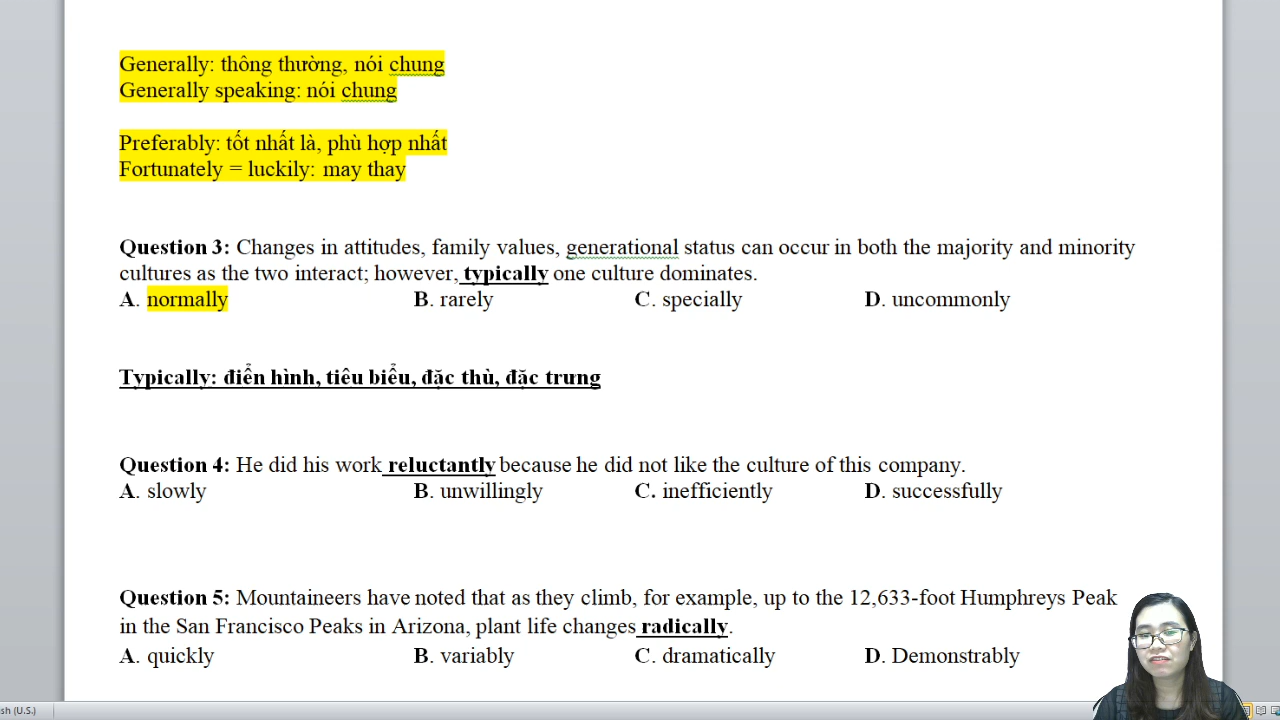 Generally: thông thường, nói chung
Generally speaking: nói chung
Preferably: tốt nhất là, phù hợp nhất
Fortunately = luckily: may thay
Question 3: Changes in attitudes, family values, generational status can occur in both the majority and minority
cultures as the two interact; however, typically one culture dominates.
A. normally B. rarely C. specially D. uncommonly
Typically: điển hình, tiêu biểu, đặc thù, đặc trưng
Question 4: He did his work reluctantly because he did not like the culture of this company.
A. slowly B. unwillingly C. inefficiently D. successfully
Question 5: Mountaineers have noted that as they climb, for example, up to the 12,633-foot Humphreys Peak
in the San Francisco Peaks in Arizona, plant life changes radically.
A. quickly B. variably C. dramatically D. Demonstrably
sh (U.S.)